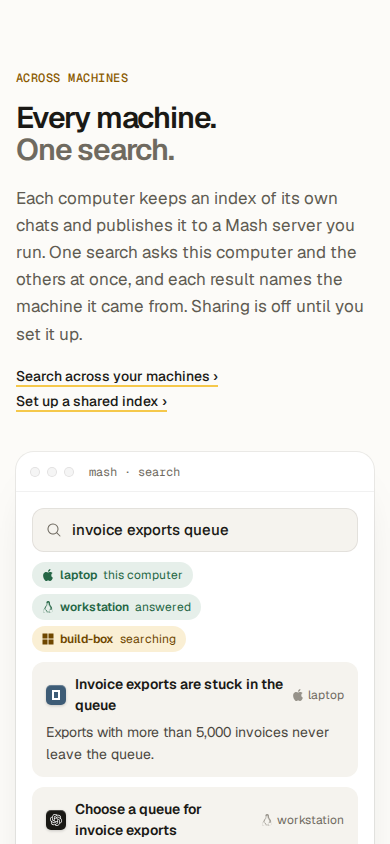 ACROSS MACHINES
Every machine.
One search.
Each computer keeps an index of its own
chats and publishes it to a Mash server you
run. One search asks this computer and the
others at once, and each result names the
machine it came from. Sharing is off until you
set it up.
Search across your machines ›
Set up a shared index ›
mash · search
invoice exports queue
laptop this computer
workstation answered
build-box searching
Invoice exports are stuck in the
queue
laptop
Exports with more than 5,000 invoices never
leave the queue.
Choose a queue for
invoice exports
workstation